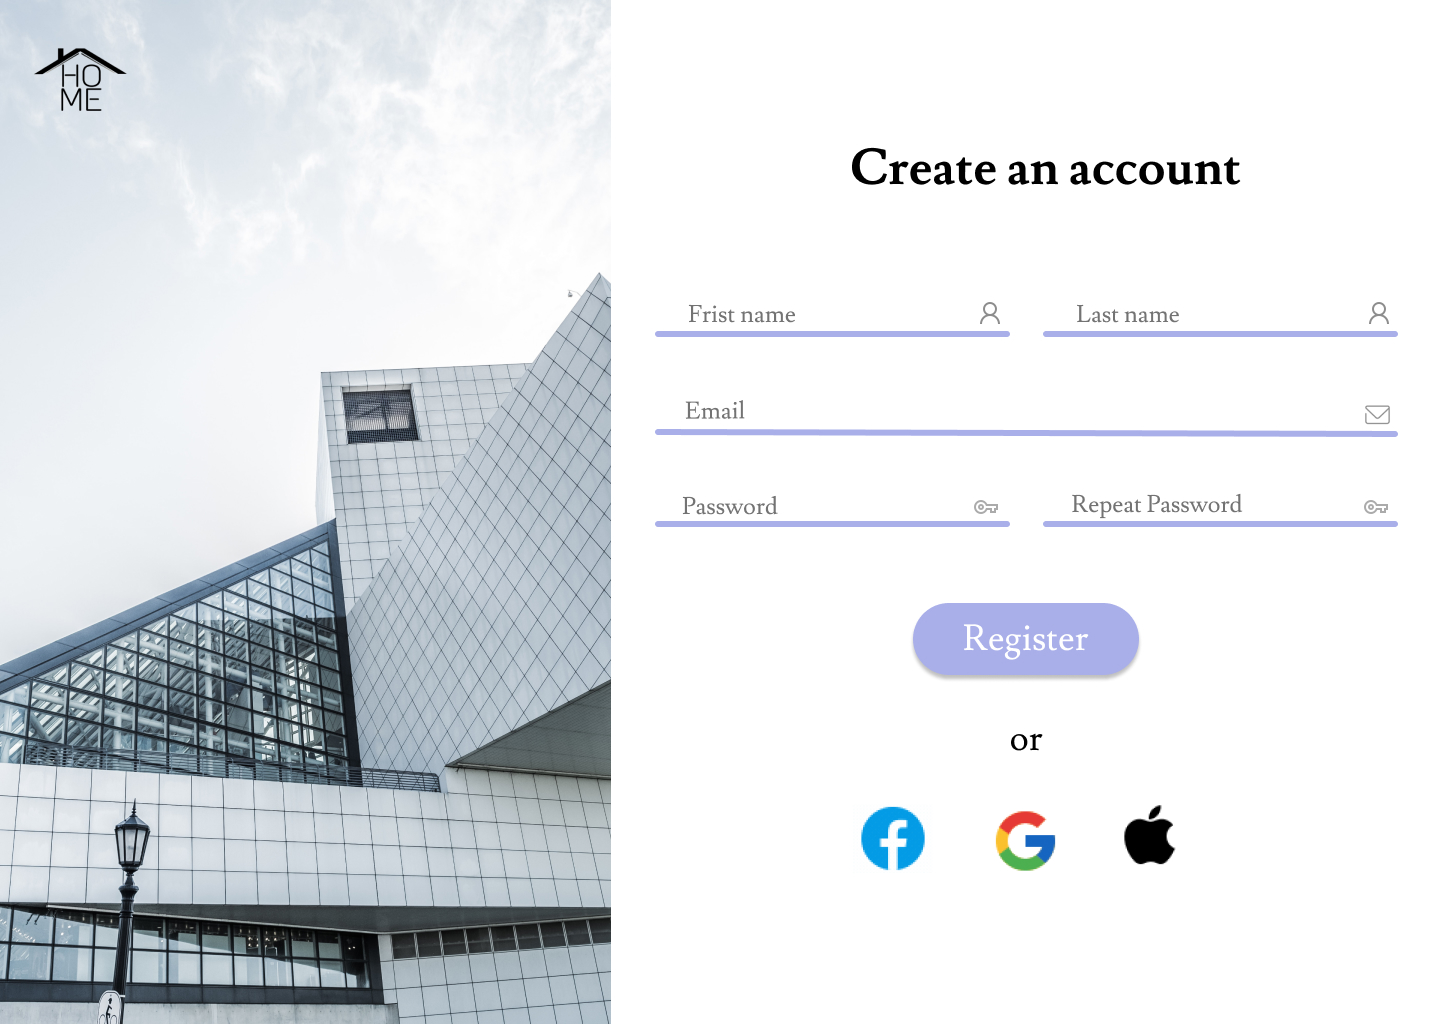 HO
ME
Create an account
Frist name
Last name
Email
Password
Repeat Password
Register
or